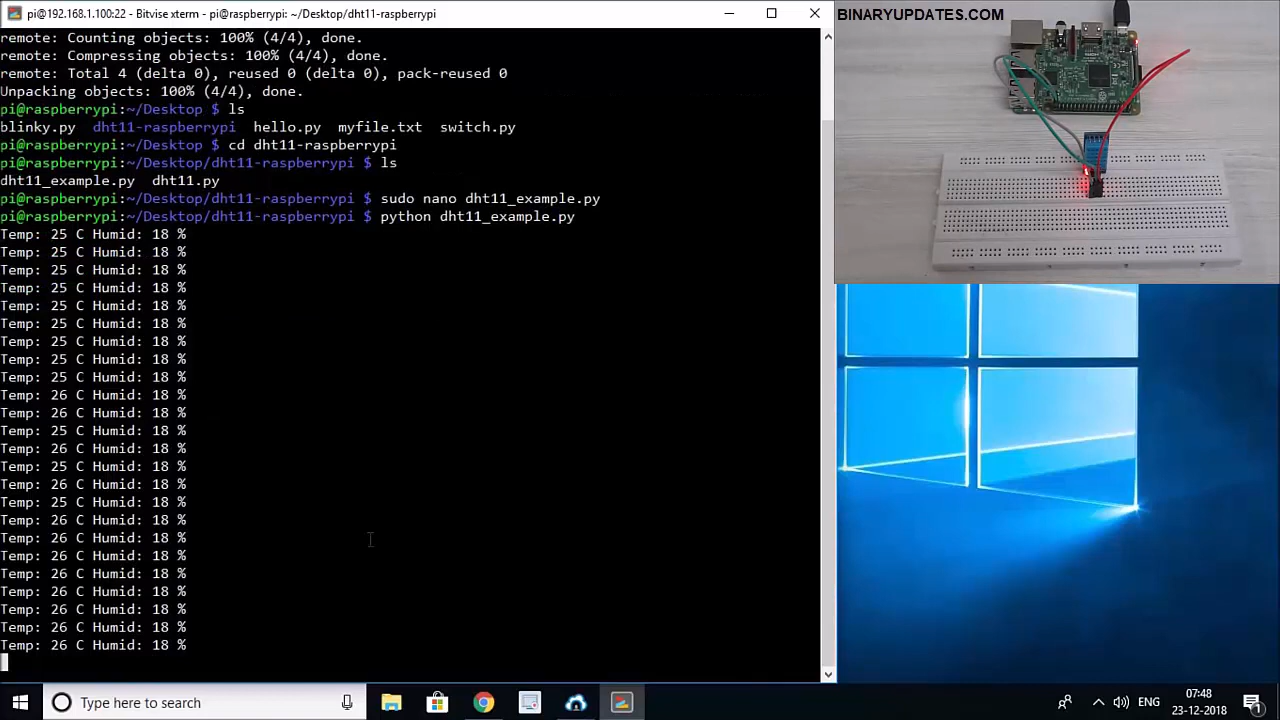 pi@192.168.1.100:22 - Bitvise xterm - pi@raspberrypi: ~/Desktop/dht11-raspberrypi
BINARYUPDATES.COM
remote: Counting objects: 100% (4/4), done.
remote: Compressing objects: 100% (4/4), done.
remote: Total 4 (delta 0), reused 0 (delta 0), pack-reused 0
Unpacking objects: 100% (4/4), done.
pi@raspberrypi:~/Desktop $ ls
blinky.py dht11-raspberrypi hello.py myfile.txt switch.py
pi@raspberrypi:~/Desktop $ cd dht11-raspberrypi
pi@raspberrypi:~/Desktop/dht11-raspberrypi $ ls
dht11_example.py dht11.py
pi@raspberrypi:~/Desktop/dht11-raspberrypi $ sudo nano dht11_example.py
pi@raspberrypi:~/Desktop/dht11-raspberrypi $ python dht11_example.py
Temp: 25 C Humid: 18 %
Temp: 25 C Humid: 18 %
Temp: 25 C Humid: 18 %
Temp: 25 C Humid: 18 %
Temp: 25 C Humid: 18 %
Temp: 25 C Humid: 18 %
Temp: 25 C Humid: 18 %
Temp: 25 C Humid: 18 %
Temp: 25 C Humid: 18 %
Temp: 26 C Humid: 18 %
Temp: 26 C Humid: 18 %
Temp: 25 C Humid: 18 %
Temp: 26 C Humid: 18 %
Temp: 25 C Humid: 18 %
Temp: 26 C Humid: 18 %
Temp: 25 C Humid: 18 %
Temp: 26 C Humid: 18 %
Temp: 26 C Humid: 18 %
Temp: 26 C Humid: 18 %
Temp: 26 C Humid: 18 %
Temp: 26 C Humid: 18 %
Temp: 26 C Humid: 18 %
Temp: 26 C Humid: 18 %
Temp: 26 C Humid: 18 %
Type here to search
ENG
07:48
23-12-2018
1